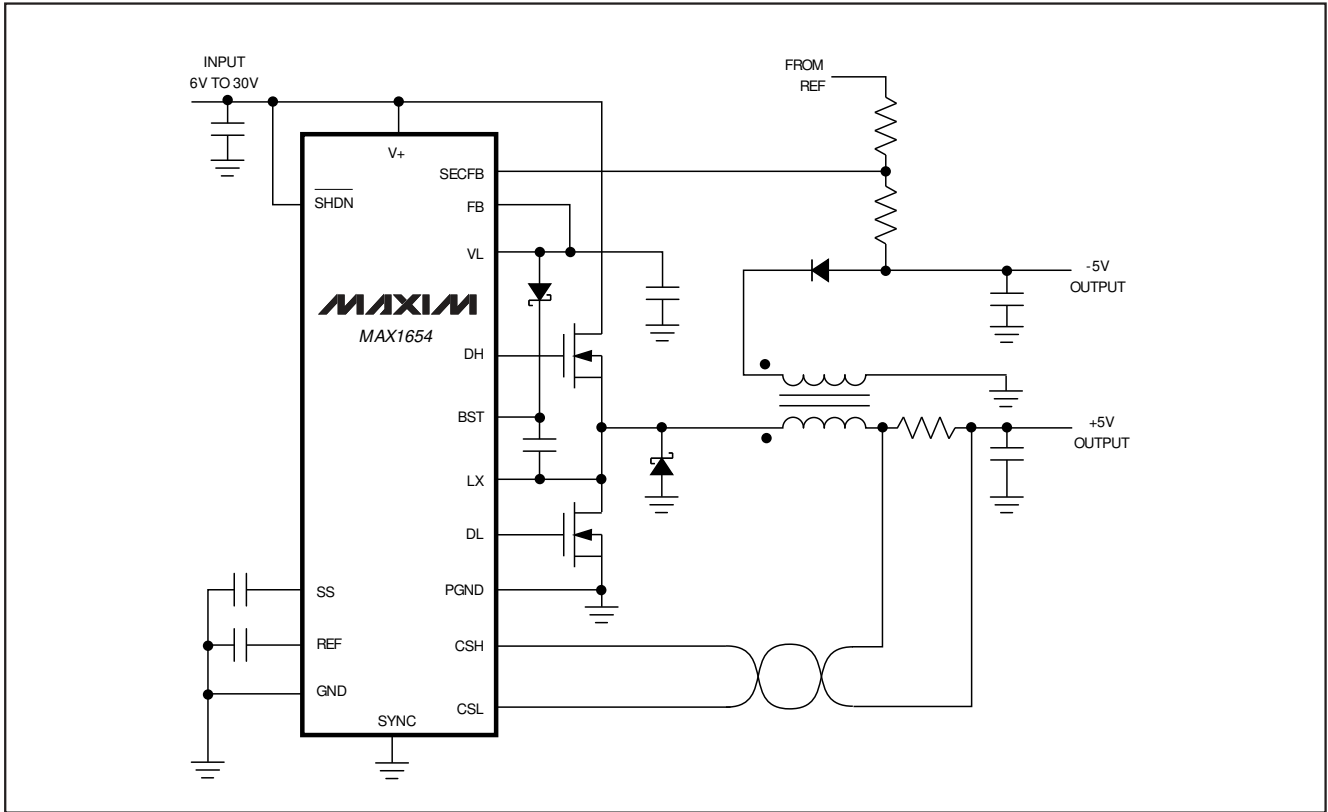 INPUT
6V TO 30V
FROM
REF
V+
SECFB
SHDN
FB
VL
-5V
OUTPUT
MAXIM
MAX1654
DH
BST
+5V
OUTPUT
LX
DL
SS
PGND
REF
CSH
GND
CSL
SYNC